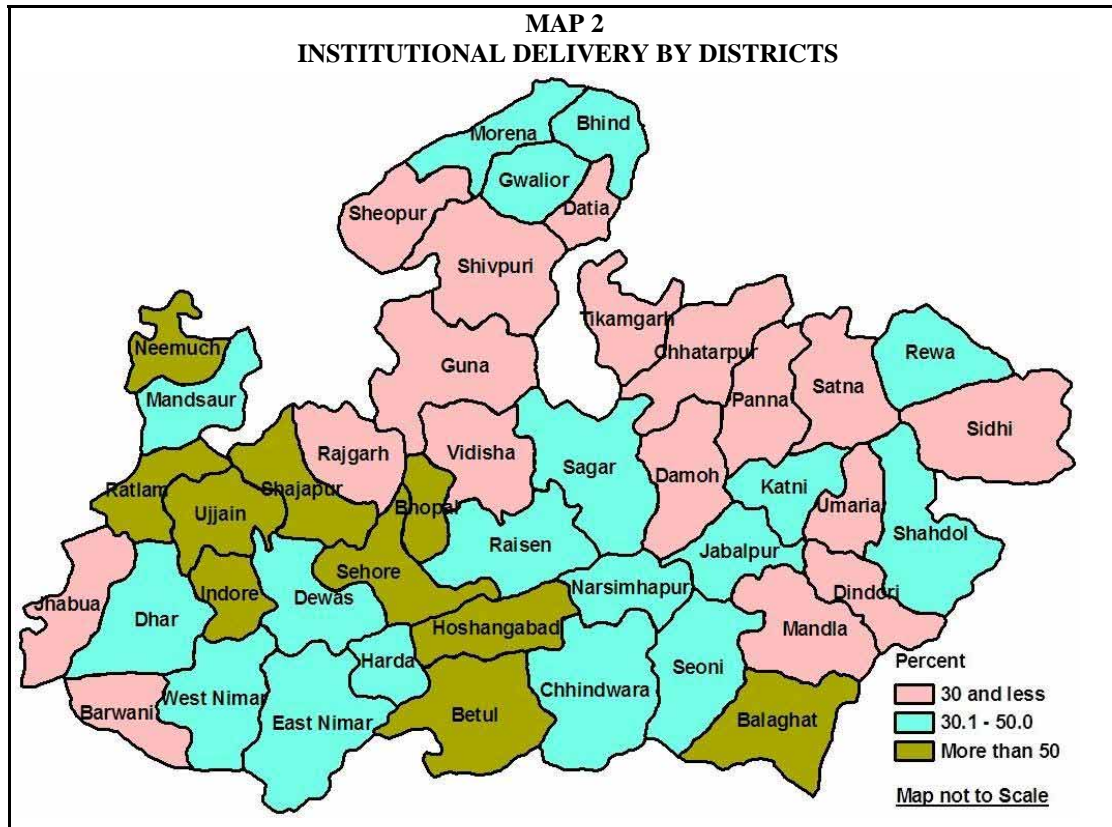 MAP 2
INSTITUTIONAL DELIVERY BY DISTRICTS
Morena
Bhind
Gwalior
Sheopur
Datia
Shivpuri
Tikamgarh
Neemuch
Guna
Chhatarpur
Rewa
Mandsaur
Panna
Satna
Sidhi
Rajgarh
Vidisha
Sagar
Damoh
Katni
Ratlam
Shajapur
Ujjain
Bhopal
Umaria
Shahdol
Raisen
Jabalpur
Sehore
Narsimhapur
Dindori
Jhabua
Indore
Dewas
Dhar
Hoshangabad
Mandla
Harda
Seoni
Percent
West Nimar
Chhindwara
30 and less
Barwani
East Nimar
Betul
Balaghat
30.1 - 50.0
More than 50
Map not to Scale